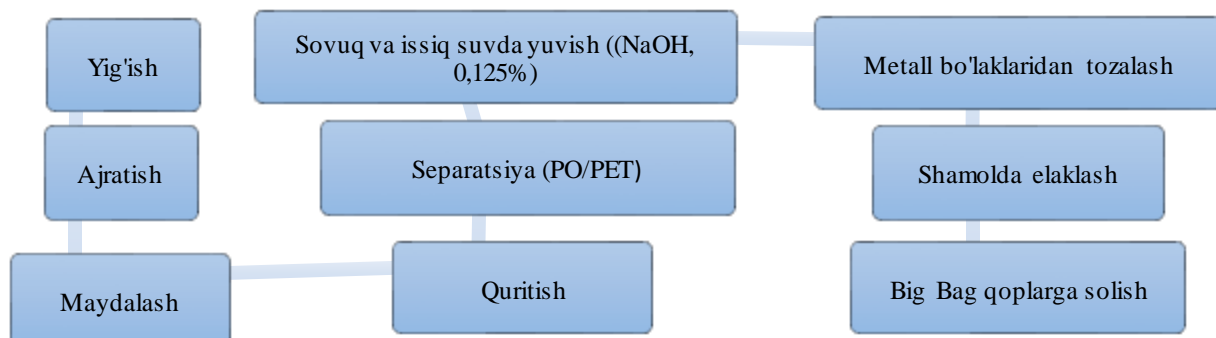 Yig'ish
Ajratish
Maydalash
Quritish
Separatsiya (PO/PET)
Sovuq va issiq suvda yuvish ((NaOH,
0,125%)
Metall bo'laklaridan tozalash
Shamolda elaklash
Big Bag qoplarga solish